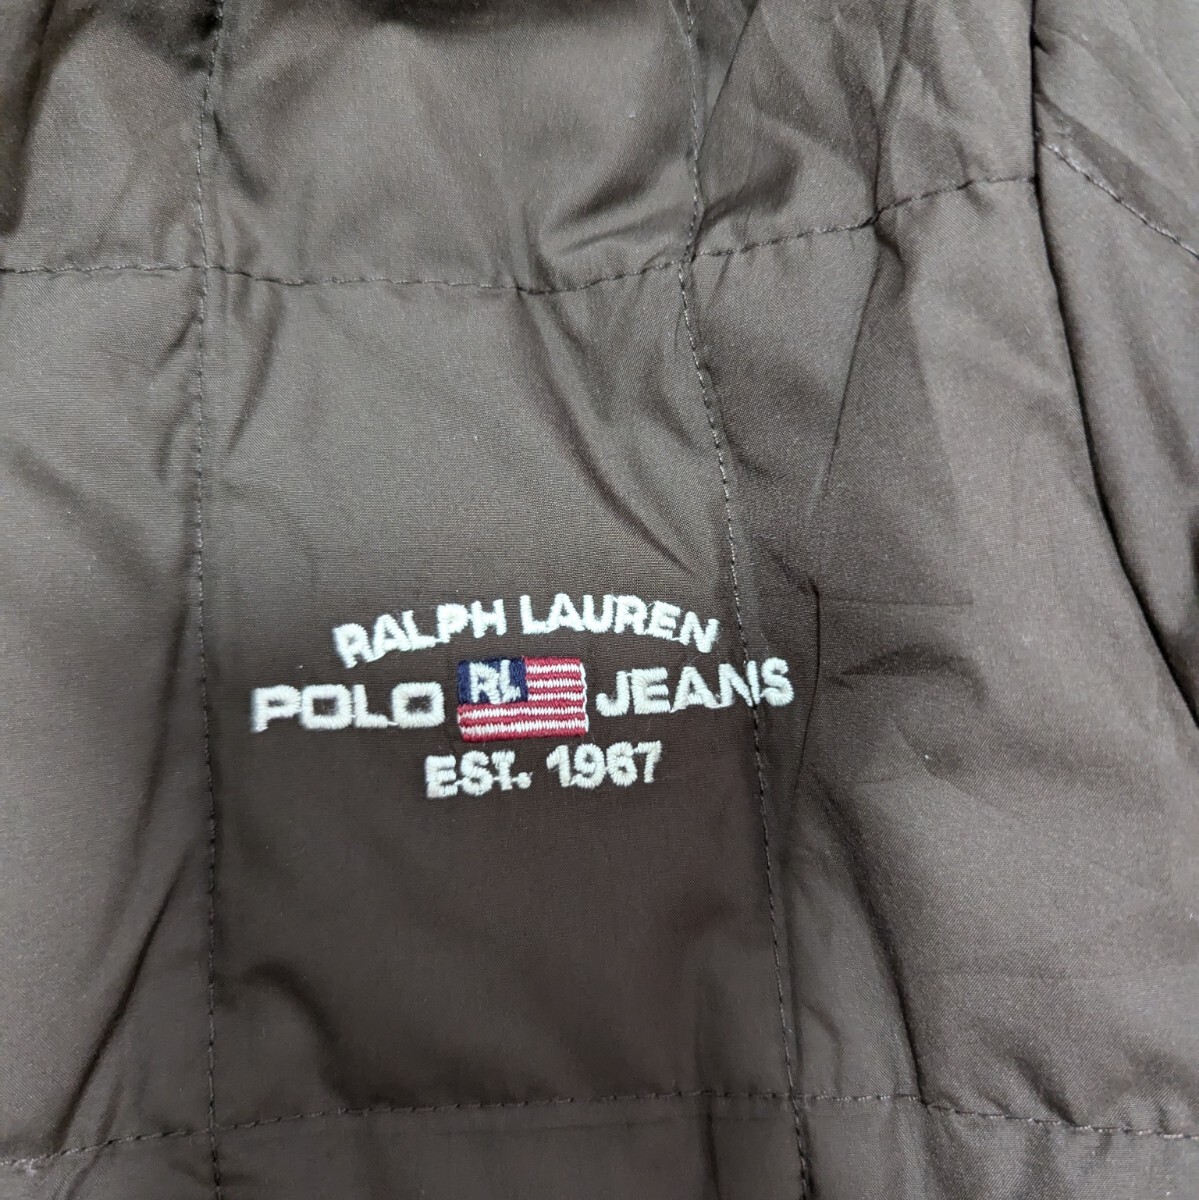 RALPH LAUREN
POLO RL JEANS
EST. 1967